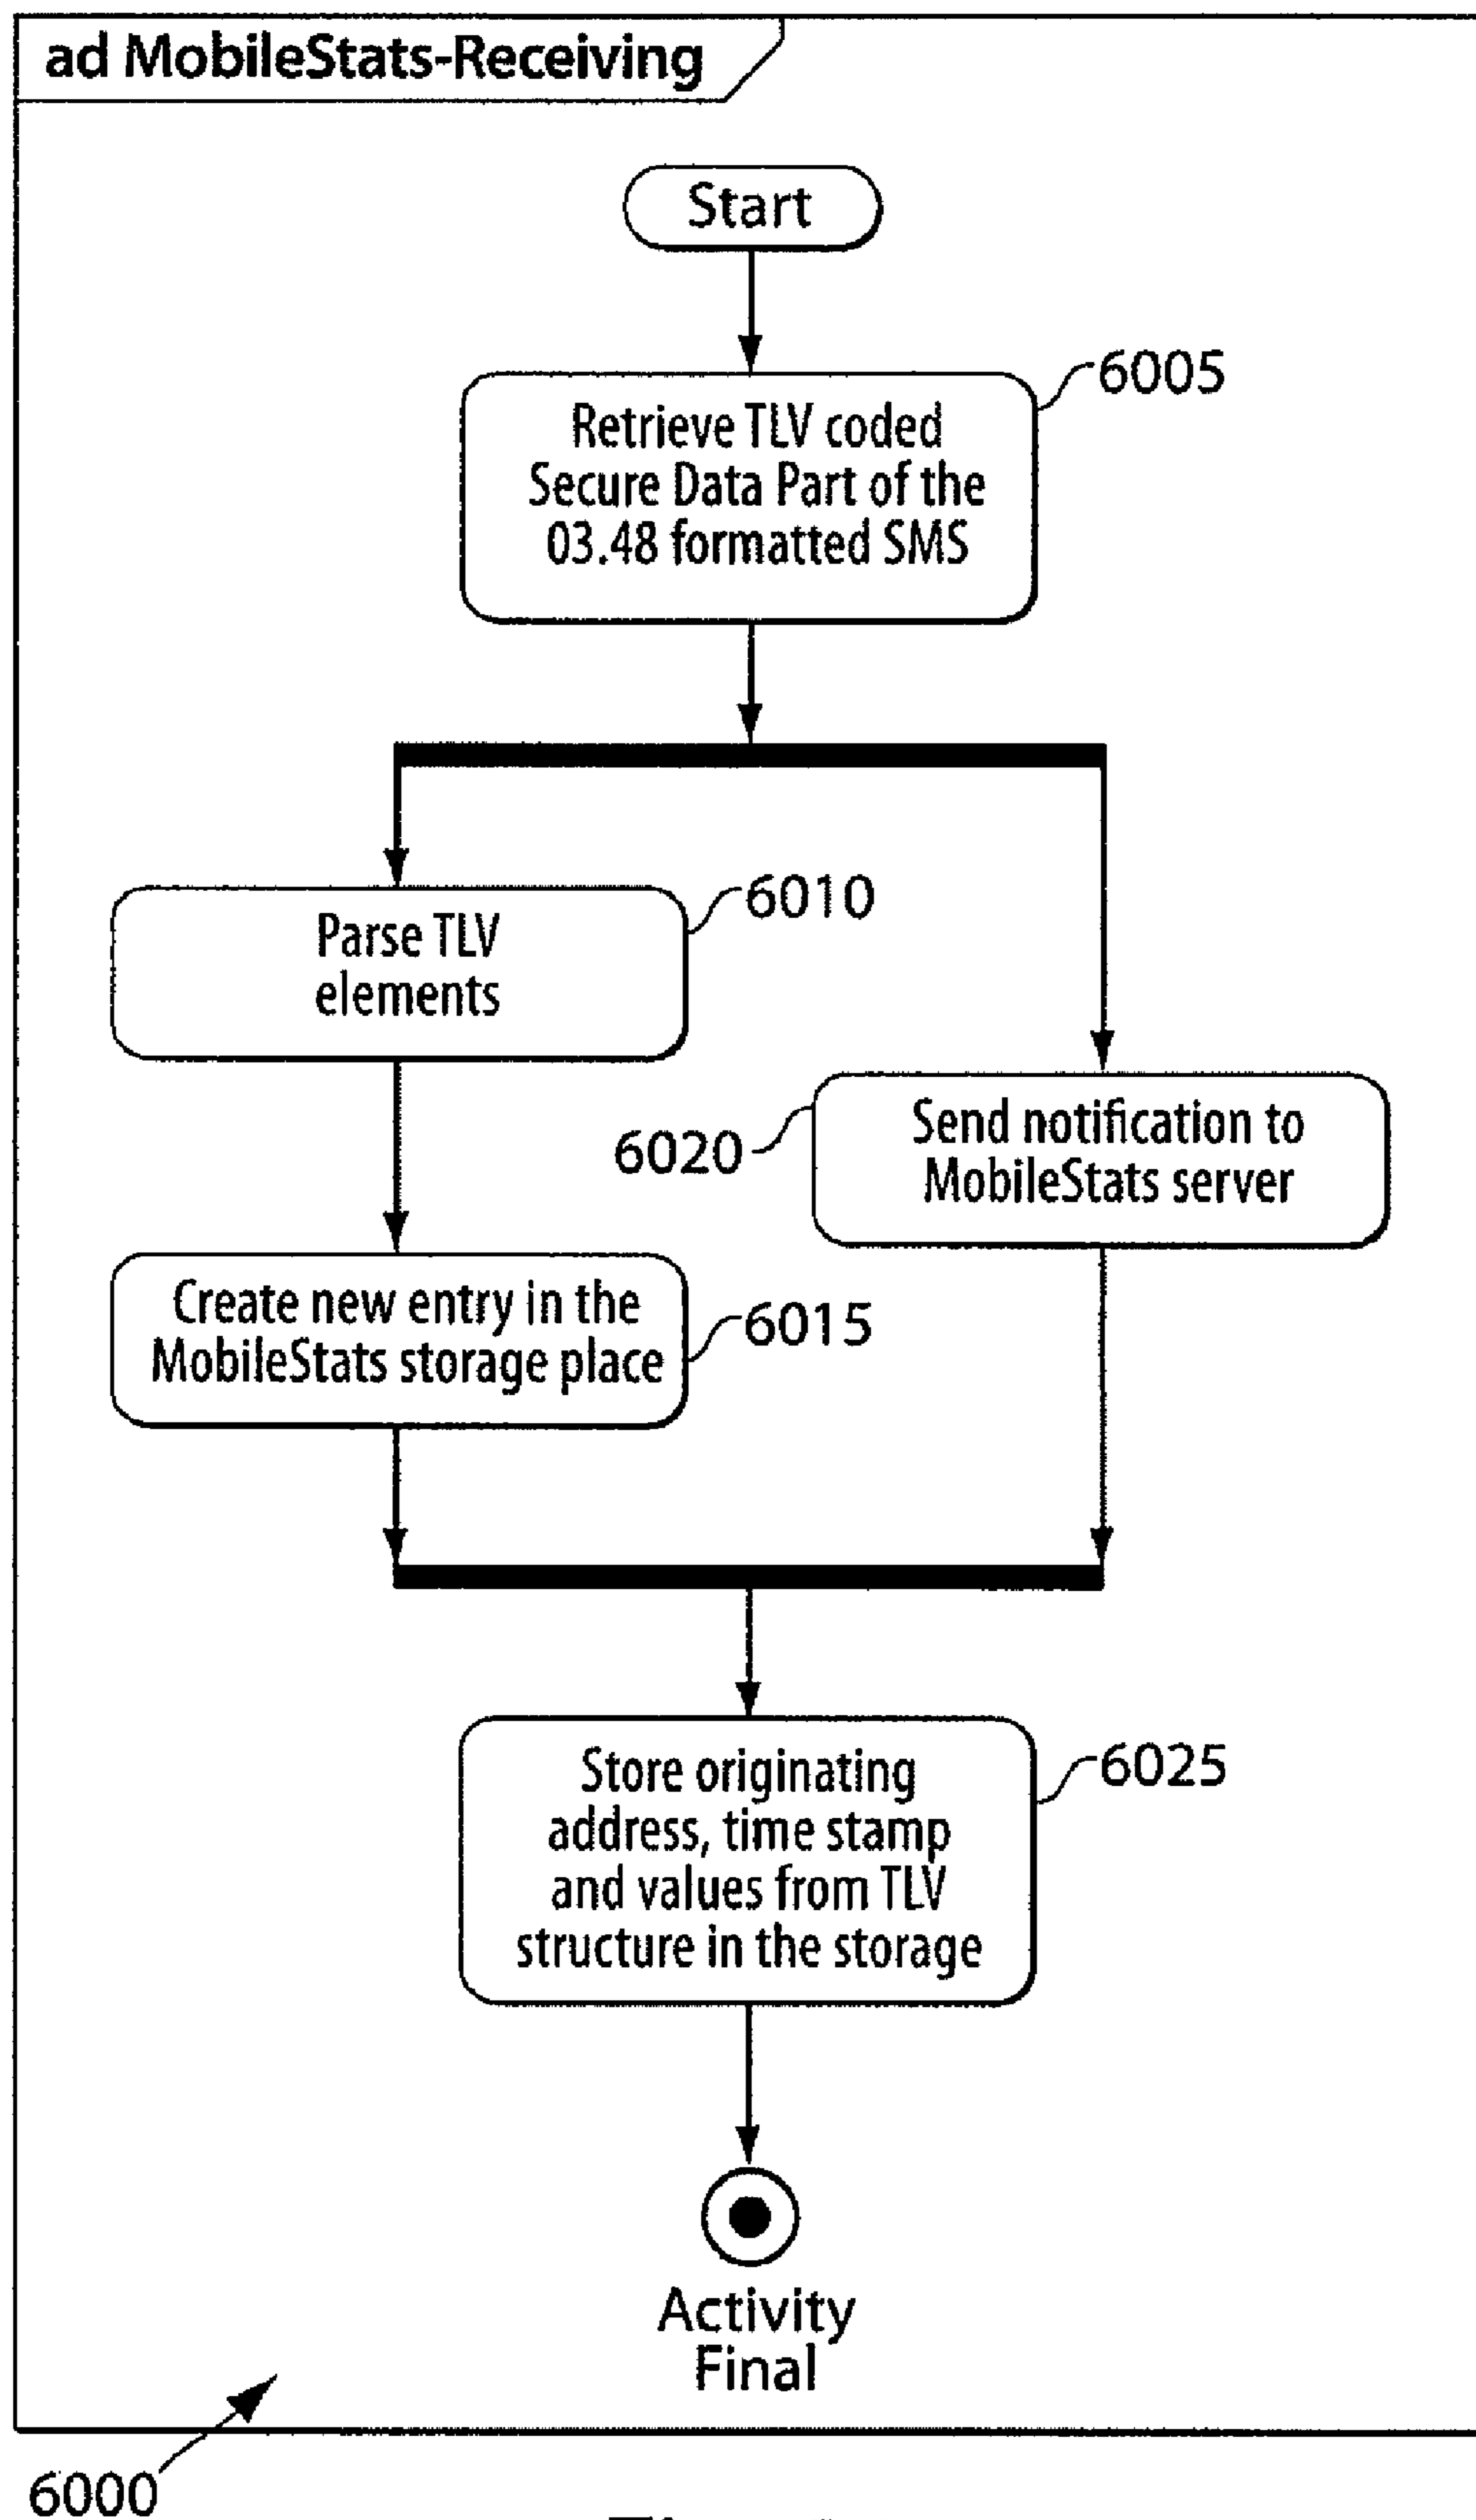 ad MobileStats-Receiving
Start
6005
Retrieve TLV coded
Secure Data Part of the
03.48 formatted SMS
6010
Parse TLV
elements
6020
Send notification to
MobileStats server
Create new entry in the
MobileStats storage place
6015
6025
Store originating
address, time stamp
and values from TLV
structure in the storage
Activity
Final
6000